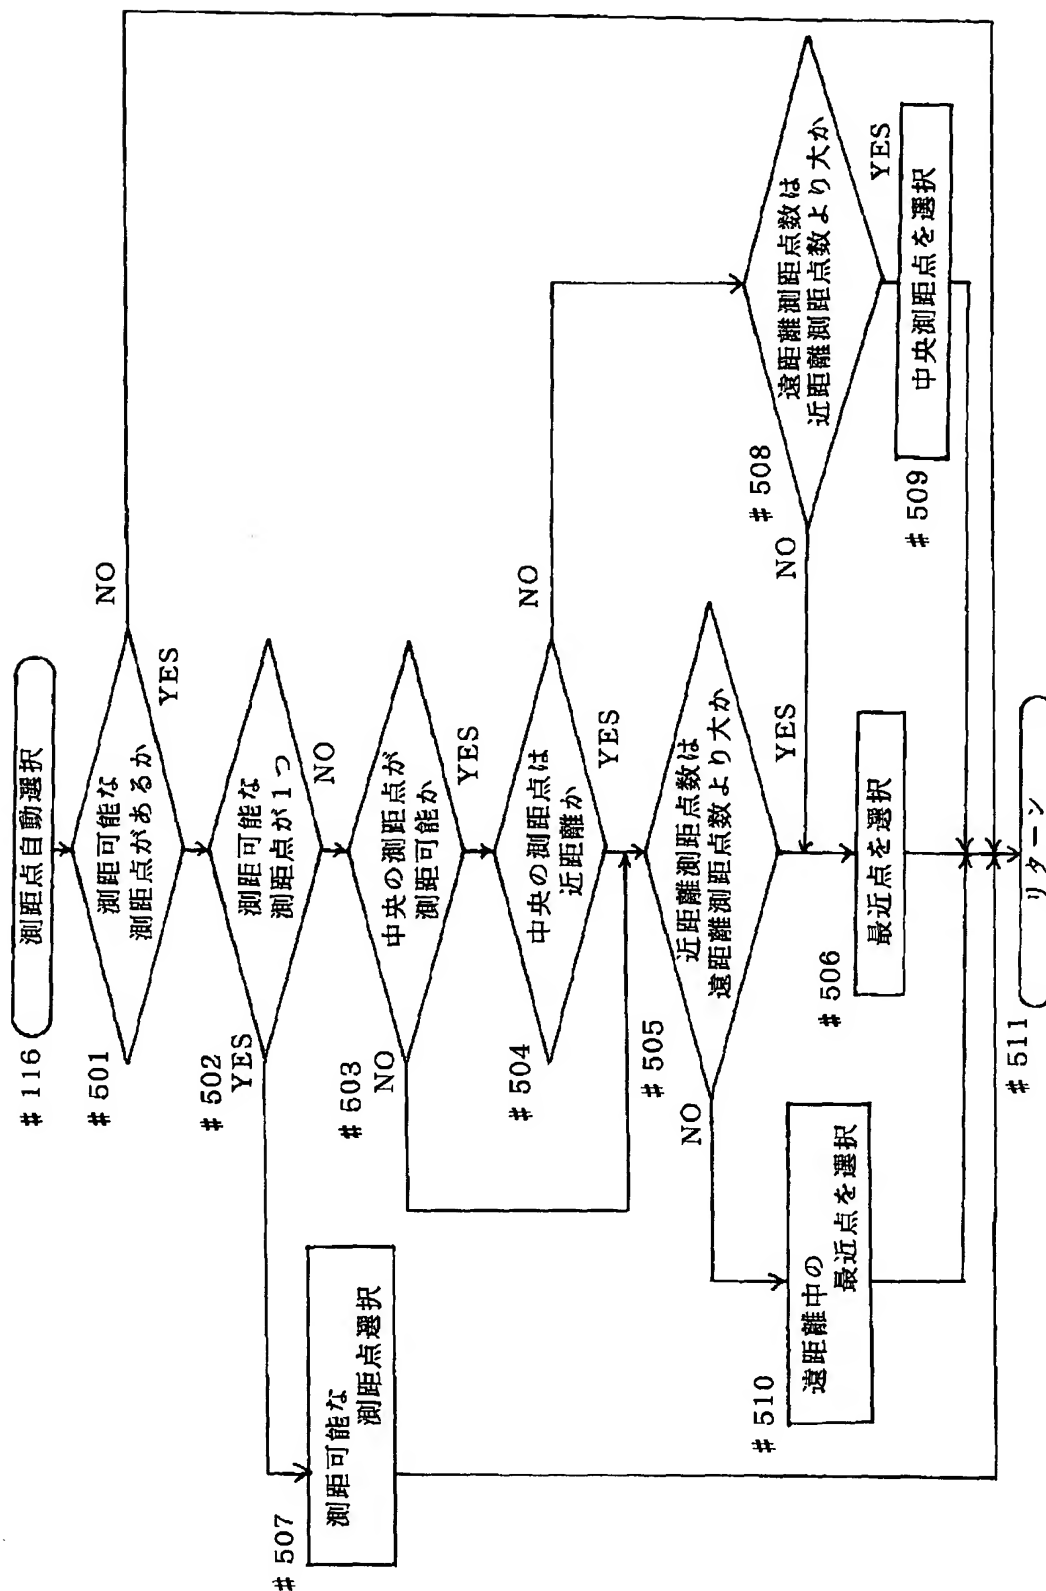 #116
測距点自動選択
#501
測距可能な
測距点があるか
NO
YES
#502
測距可能な
測距点が1つ
YES
NO
#507
測距可能な
測距点選択
#503
中央の測距点が
測距可能か
NO
YES
#504
中央の測距点は
近距離か
NO
YES
#505
近距離測距点数は
遠距離測距点数より大か
NO
YES
#508
遠距離測距点数は
近距離測距点数より大か
NO
YES
#510
遠距離中の
最近点を選択
#506
最近点を選択
#509
中央測距点を選択
#511
リターン